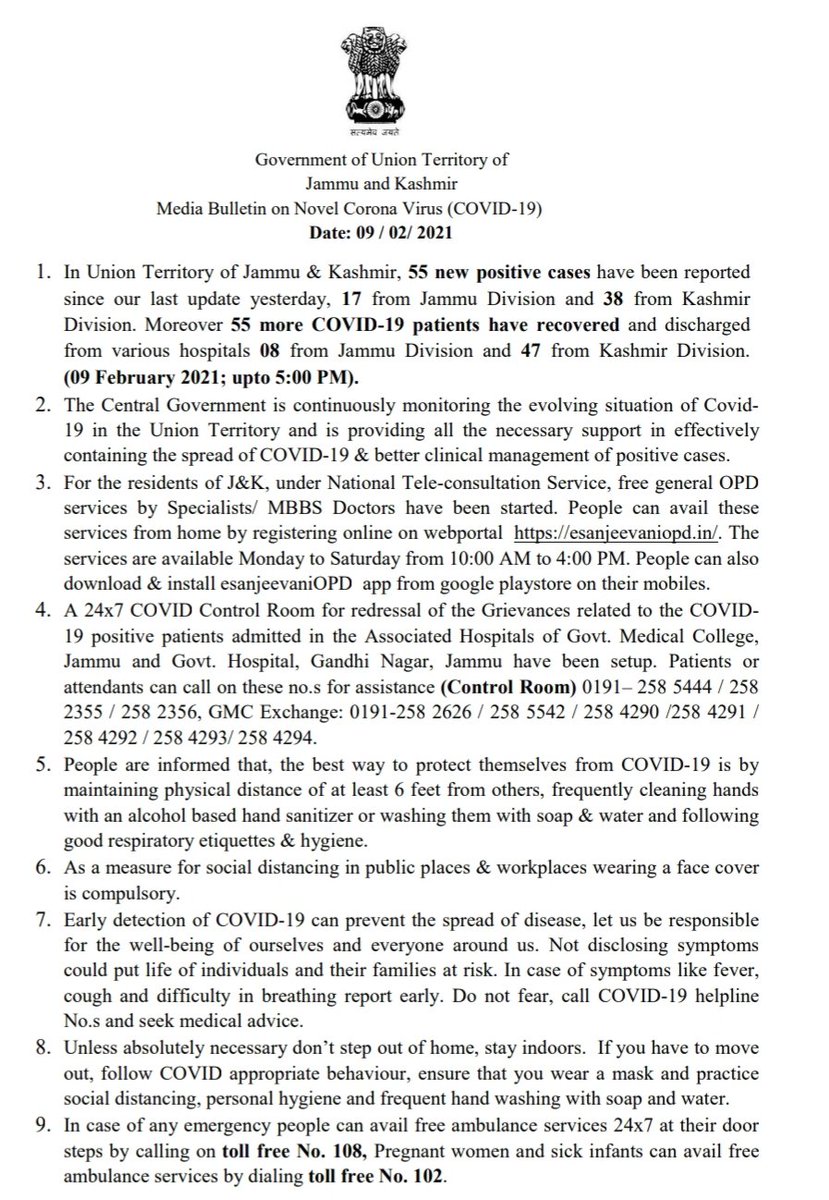 सत्यमेव जयते
Government of Union Territory of
Jammu and Kashmir
Media Bulletin on Novel Corona Virus (COVID-19)
Date: 09 / 02/ 2021
1. In Union Territory of Jammu & Kashmir, 55 new positive cases have been reported
since our last update yesterday, 17 from Jammu Division and 38 from Kashmir
Division. Moreover 55 more COVID-19 patients have recovered and discharged
from various hospitals 08 from Jammu Division and 47 from Kashmir Division.
(09 February 2021; upto 5:00 PM).
2. The Central Government is continuously monitoring the evolving situation of Covid-
19 in the Union Territory and is providing all the necessary support in effectively
containing the spread of COVID-19 & better clinical management of positive cases.
3. For the residents of J&K, under National Tele-consultation Service, free general OPD
services by Specialists/ MBBS Doctors have been started. People can avail these
services from home by registering online on webportal https://esanjeevaniopd.in/. The
services are available Monday to Saturday from 10:00 AM to 4:00 PM. People can also
download & install esanjeevaniOPD app from google playstore on their mobiles.
4. A 24x7 COVID Control Room for redressal of the Grievances related to the COVID-
19 positive patients admitted in the Associated Hospitals of Govt. Medical College,
Jammu and Govt. Hospital, Gandhi Nagar, Jammu have been setup. Patients or
attendants can call on these no.s for assistance (Control Room) 0191– 258 5444 / 258
2355 / 258 2356, GMC Exchange: 0191-258 2626 / 258 5542 / 258 4290 /258 4291 /
258 4292 / 258 4293/ 258 4294.
5. People are informed that, the best way to protect themselves from COVID-19 is by
maintaining physical distance of at least 6 feet from others, frequently cleaning hands
with an alcohol based hand sanitizer or washing them with soap & water and following
good respiratory etiquettes & hygiene.
6. As a measure for social distancing in public places & workplaces wearing a face cover
is compulsory.
7. Early detection of COVID-19 can prevent the spread of disease, let us be responsible
for the well-being of ourselves and everyone around us. Not disclosing symptoms
could put life of individuals and their families at risk. In case of symptoms like fever,
cough and difficulty in breathing report early. Do not fear, call COVID-19 helpline
No.s and seek medical advice.
8. Unless absolutely necessary don’t step out of home, stay indoors. If you have to move
out, follow COVID appropriate behaviour, ensure that you wear a mask and practice
social distancing, personal hygiene and frequent hand washing with soap and water.
9. In case of any emergency people can avail free ambulance services 24x7 at their door
steps by calling on toll free No. 108, Pregnant women and sick infants can avail free
ambulance services by dialing toll free No. 102.